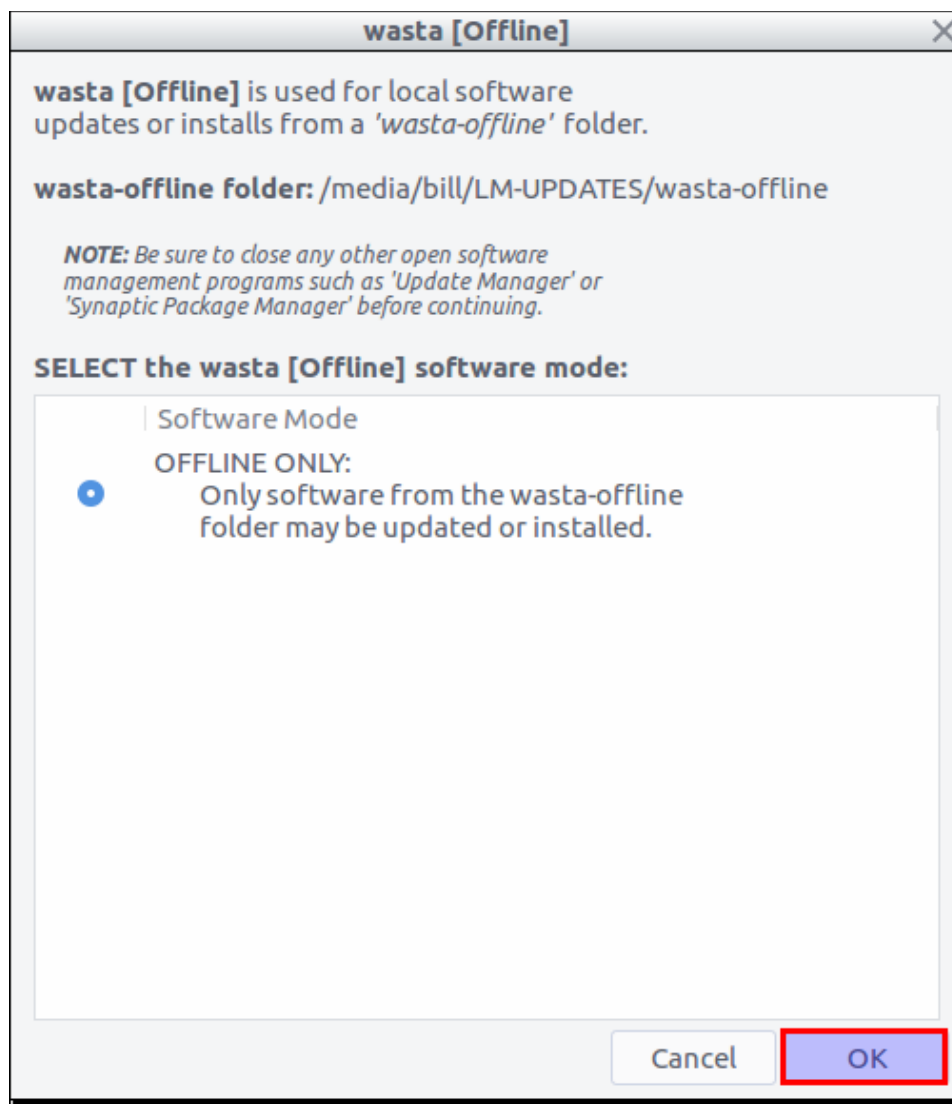 wasta [Offline]
wasta [Offline] is used for local software
updates or installs from a 'wasta-offline' folder.
wasta-offline folder: /media/bill/LM-UPDATES/wasta-offline
NOTE: Be sure to close any other open software
management programs such as 'Update Manager' or
'Synaptic Package Manager' before continuing.
SELECT the wasta [Offline] software mode:
Software Mode
OFFLINE ONLY:
Only software from the wasta-offline
folder may be updated or installed.
Cancel OK